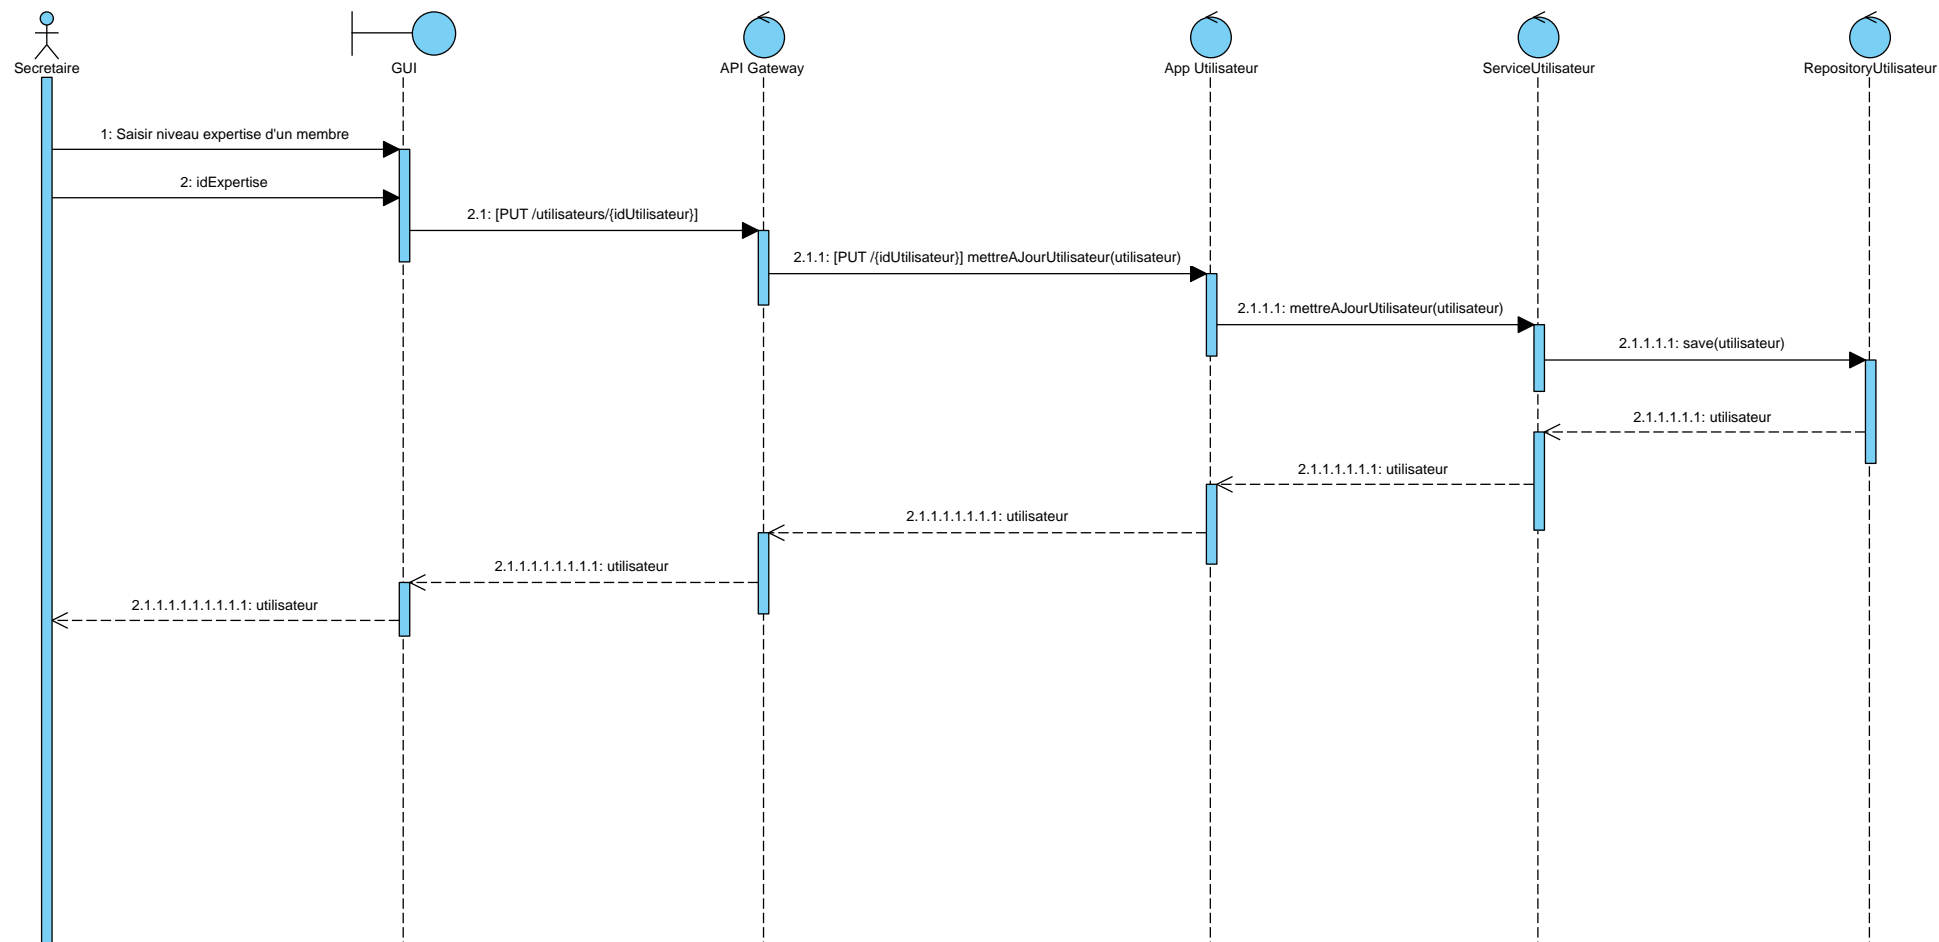 Secretaire
GUI
API Gateway
App Utilisateur
ServiceUtilisateur
RepositoryUtilisateur
1: Saisir niveau expertise d'un membre
2: idExpertise
2.1: [PUT /utilisateurs/{idUtilisateur}]
2.1.1: [PUT /{idUtilisateur}] mettreAJourUtilisateur(utilisateur)
2.1.1.1: mettreAJourUtilisateur(utilisateur)
2.1.1.1.1: save(utilisateur)
2.1.1.1.1.1: utilisateur
2.1.1.1.1.1.1: utilisateur
2.1.1.1.1.1.1.1: utilisateur
2.1.1.1.1.1.1.1.1: utilisateur
2.1.1.1.1.1.1.1.1.1: utilisateur